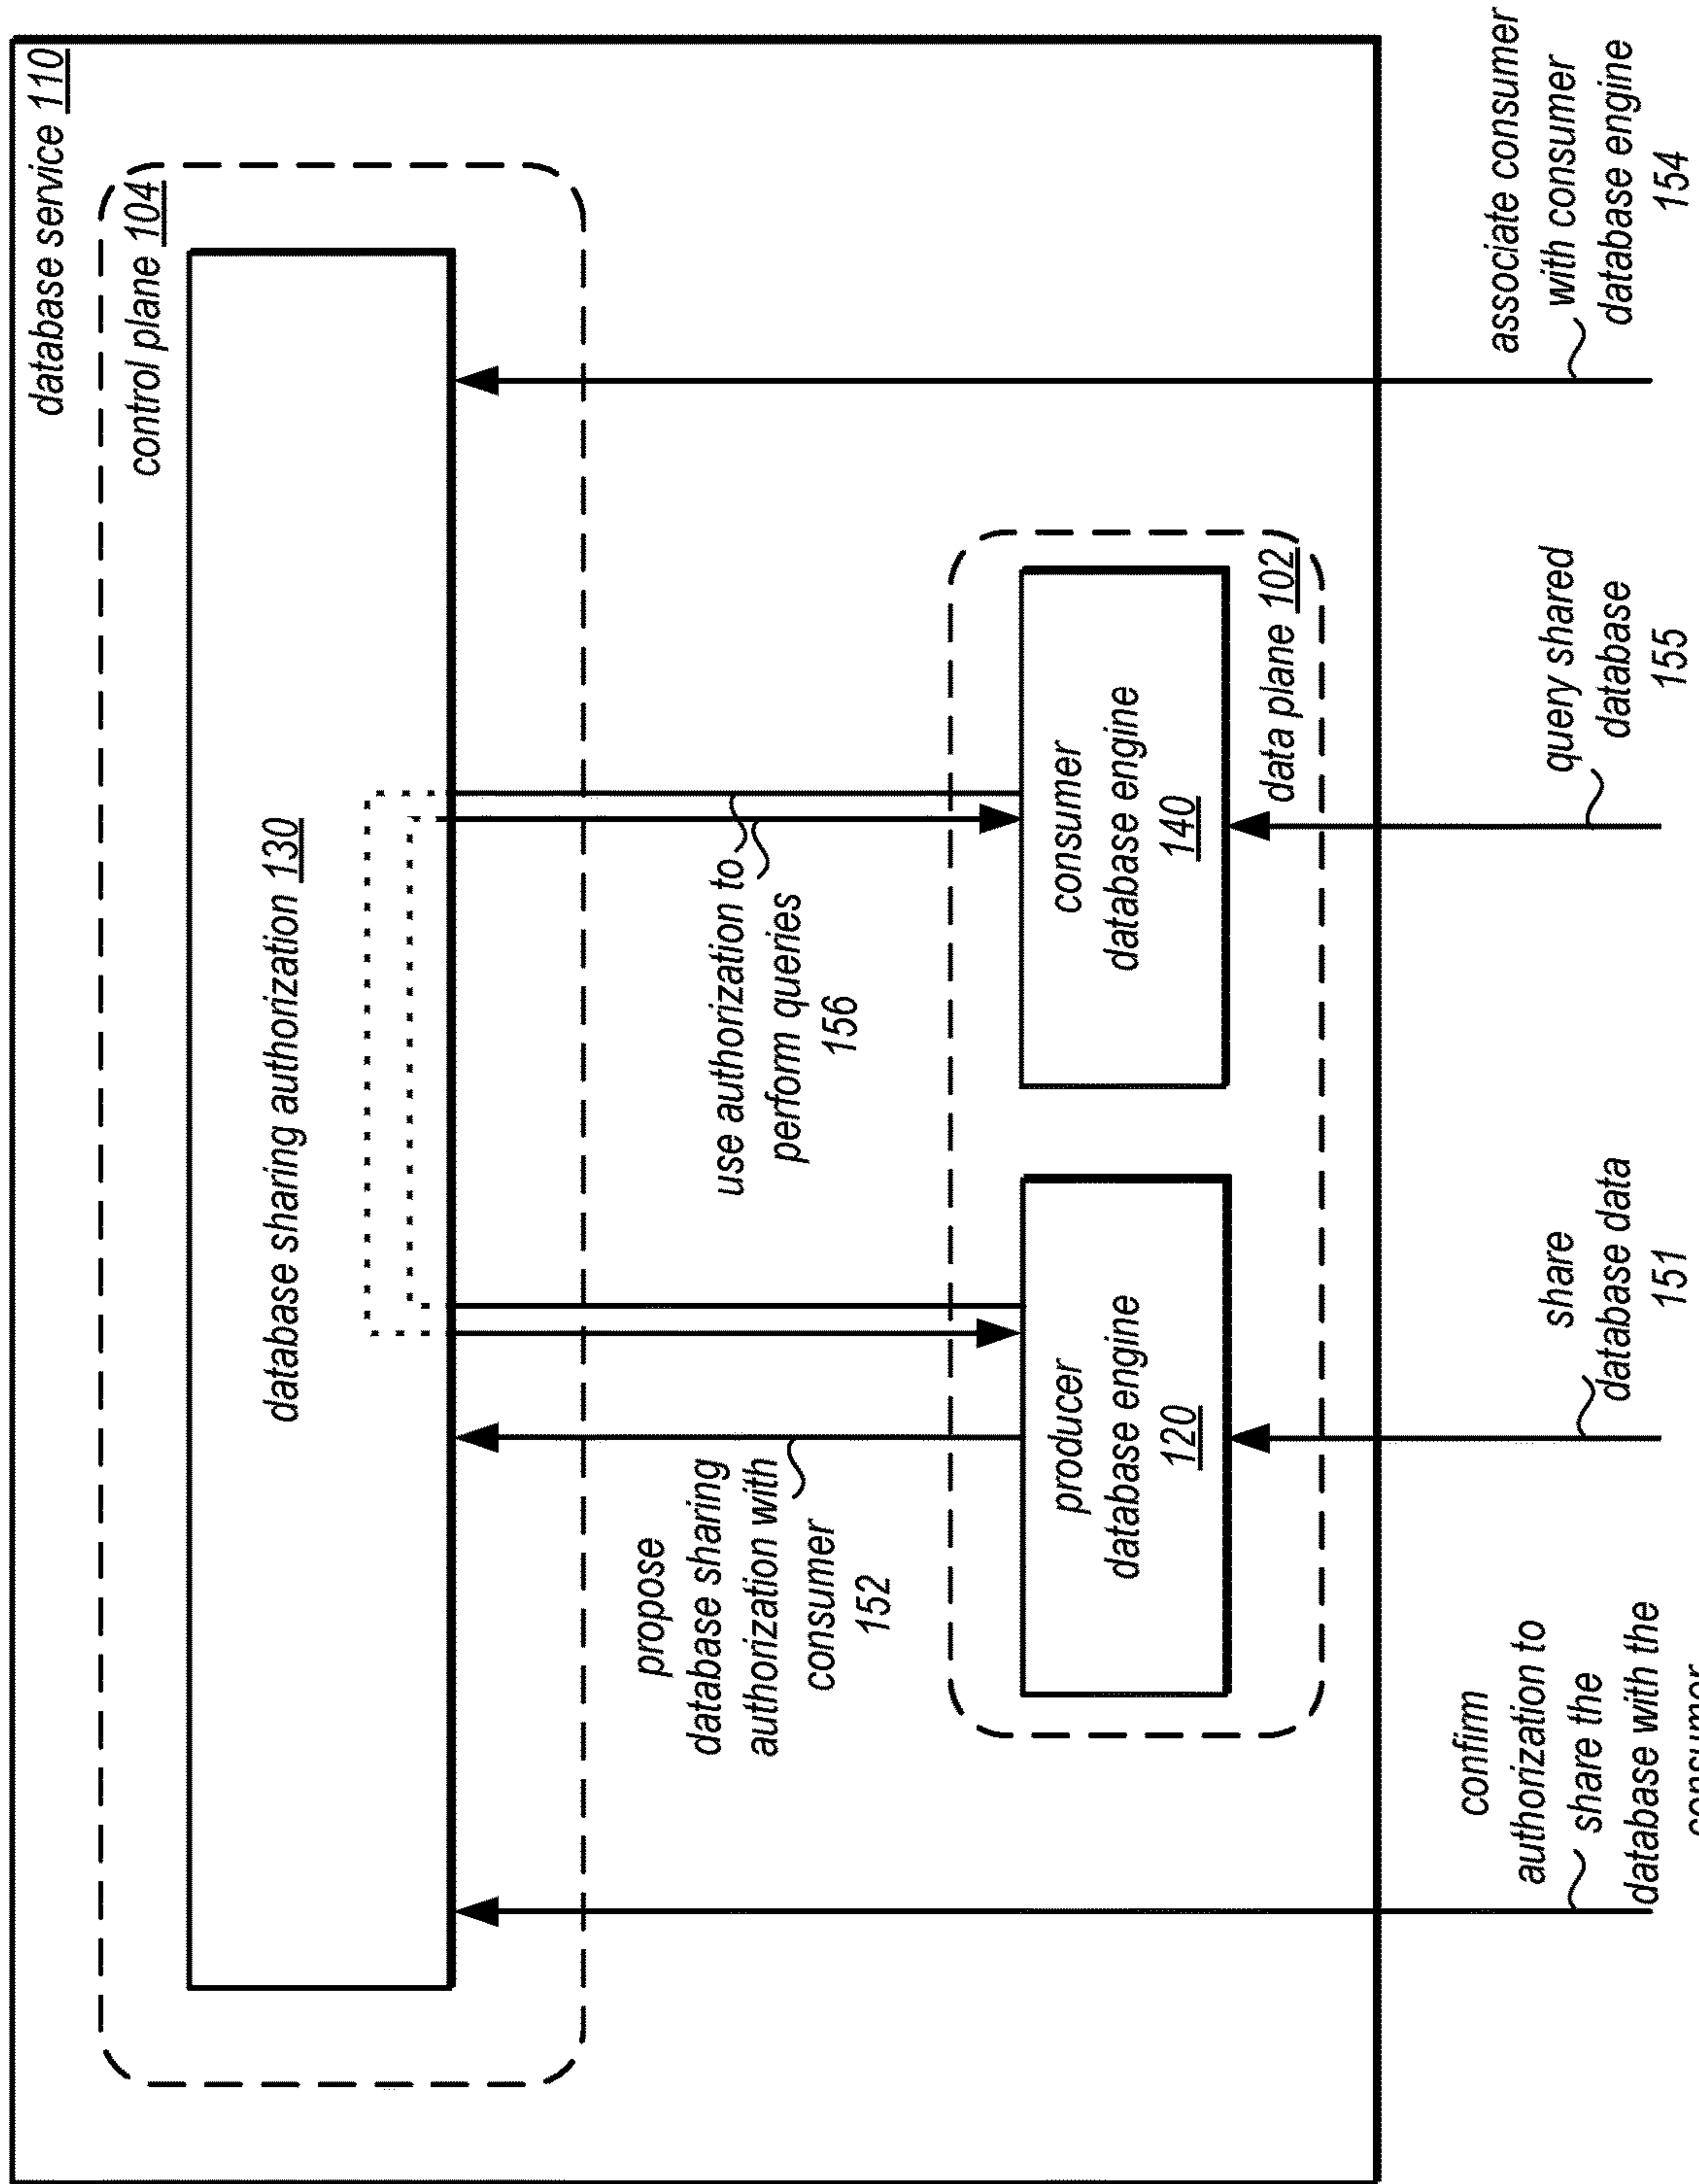 database service 110
control plane 104
database sharing authorization 130
propose
database sharing
authorization with
consumer
152
use authorization to
perform queries
156
producer
database engine
120
consumer
database engine
140
data plane 102
confirm
authorization to
share the
database with the
consumer
share
database data
151
query shared
database
155
associate consumer
with consumer
database engine
154